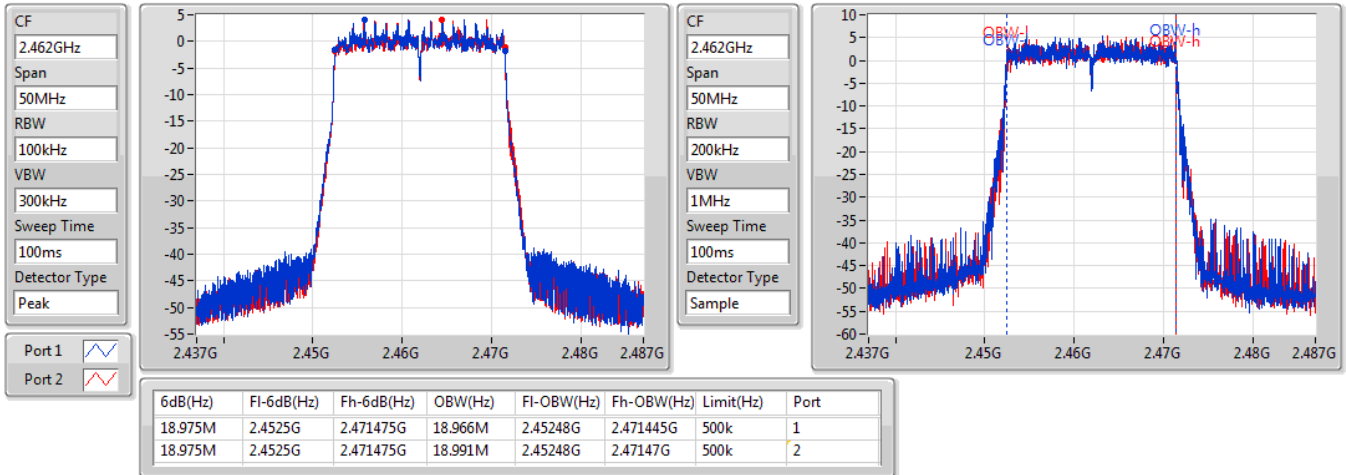 CF
2.462GHz
Span
50MHz
RBW
100kHz
VBW
300kHz
Sweep Time
100ms
Detector Type
Peak
Port 1
Port 2
5
0
-5
-10
-15
-20
-25
-30
-35
-40
-45
-50
-55
2.437G 2.45G 2.46G 2.47G 2.48G 2.487G
CF
2.462GHz
Span
50MHz
RBW
200kHz
VBW
1MHz
Sweep Time
100ms
Detector Type
Sample
10
5
0
-5
-10
-15
-20
-25
-30
-35
-40
-45
-50
-55
-60
OBW-l
OBW-l
OBW-h
OBW-h
2.437G 2.45G 2.46G 2.47G 2.48G 2.487G
6dB(Hz) Fl-6dB(Hz) Fh-6dB(Hz) OBW(Hz) Fl-OBW(Hz) Fh-OBW(Hz) Limit(Hz) Port
18.975M 2.4525G 2.471475G 18.966M 2.45248G 2.471445G 500k 1
18.975M 2.4525G 2.471475G 18.991M 2.45248G 2.47147G 500k 2